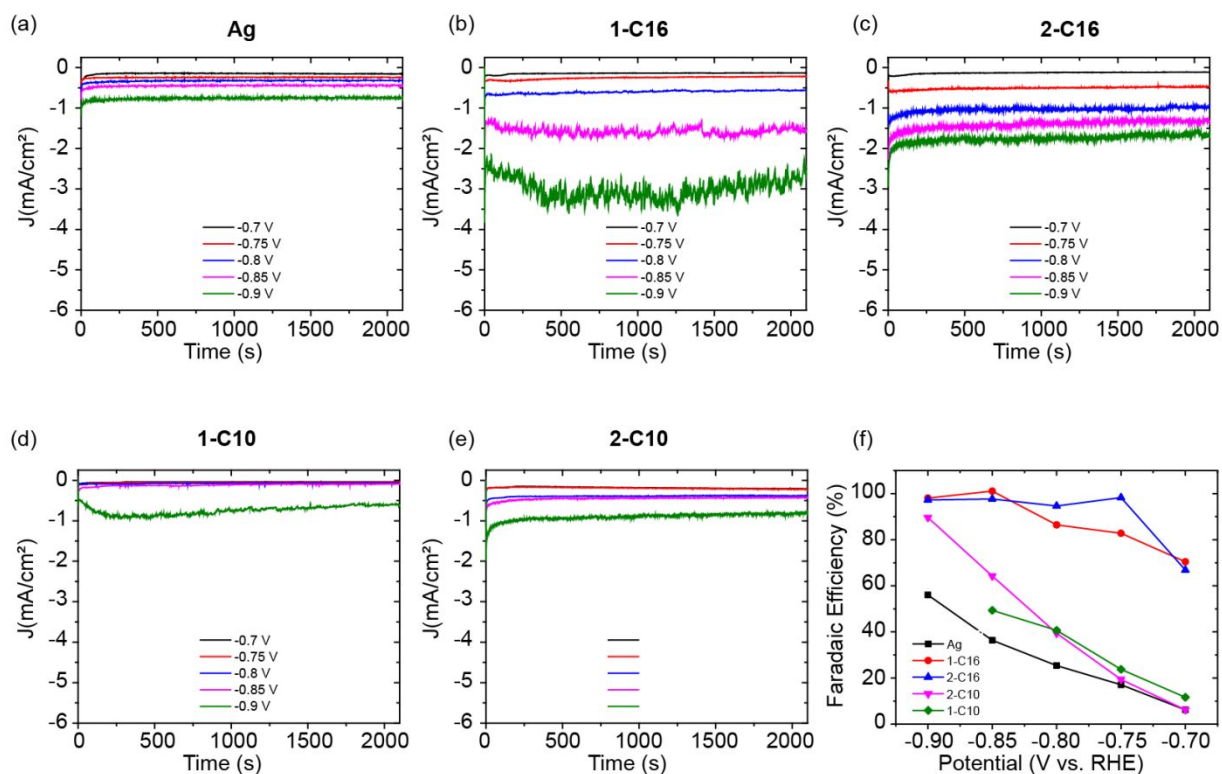 (a)
Ag
0
-1
-2
-3
-4
-5
-6
J(mA/cm²)
-0.7 V
-0.75 V
-0.8 V
-0.85 V
-0.9 V
0 500 1000 1500 2000
Time (s)
(b)
1-C16
0
-1
-2
-3
-4
-5
-6
J(mA/cm²)
-0.7 V
-0.75 V
-0.8 V
-0.85 V
-0.9 V
0 500 1000 1500 2000
Time (s)
(c)
2-C16
0
-1
-2
-3
-4
-5
-6
J(mA/cm²)
-0.7 V
-0.75 V
-0.8 V
-0.85 V
-0.9 V
0 500 1000 1500 2000
Time (s)
(d)
1-C10
0
-1
-2
-3
-4
-5
-6
J(mA/cm²)
-0.7 V
-0.75 V
-0.8 V
-0.85 V
-0.9 V
0 500 1000 1500 2000
Time (s)
(e)
2-C10
0
-1
-2
-3
-4
-5
-6
J(mA/cm²)
0 500 1000 1500 2000
Time (s)
(f)
100
80
60
40
20
0
Faradaic Efficiency (%)
Ag
1-C16
2-C16
2-C10
1-C10
-0.90 -0.85 -0.80 -0.75 -0.70
Potential (V vs. RHE)